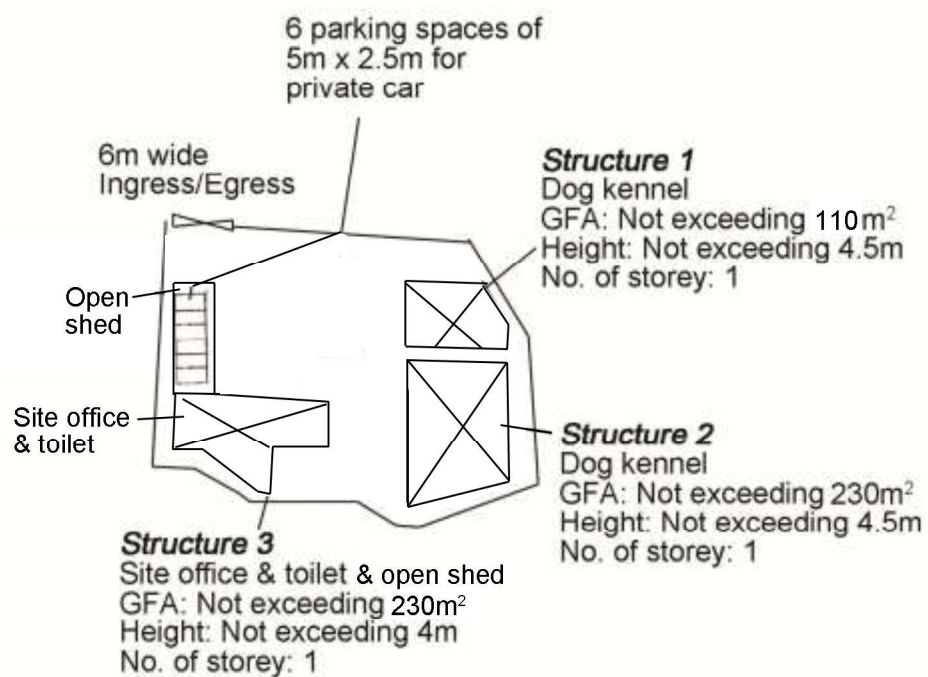 6 parking spaces of
5m x 2.5m for
private car
6m wide
Ingress/Egress
Structure 1
Dog kennel
GFA: Not exceeding 110m²
Height: Not exceeding 4.5m
No. of storey: 1
Open
shed
Site office
& toilet
Structure 2
Dog kennel
GFA: Not exceeding 230m²
Height: Not exceeding 4.5m
No. of storey: 1
Structure 3
Site office & toilet & open shed
GFA: Not exceeding 230m²
Height: Not exceeding 4m
No. of storey: 1